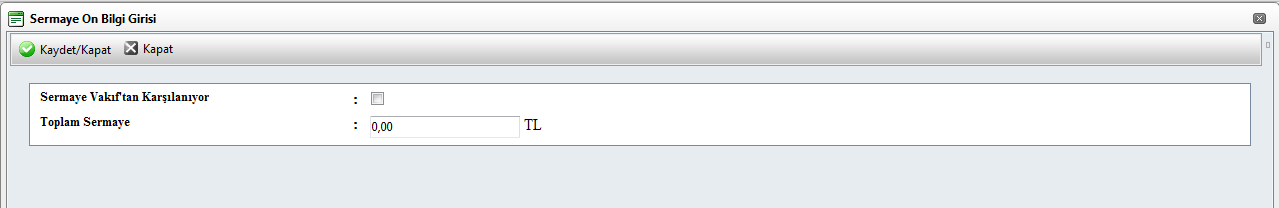 Sermaye On Bilgi Girisi
Kaydet/Kapat Kapat
Sermaye Vakıf'tan Karşılanıyor :
Toplam Sermaye : 0,00 TL